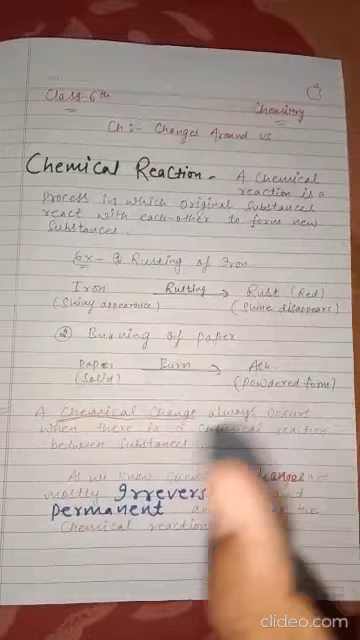 Class-6th
Chemistry
Ch:- Changes Around us
Chemical Reaction - A Chemical
reaction is a
process in which original substances
react with each-other to form new
substances.
Ex- Rusting of Iron.
Iron Rusting → Rust (Red)
(Shiny appearance) (Shine disappears)
② Burning of paper
Paper Burn → Ash.
(Solid) (Powdered form)
A Chemical Change always occurs
when there is a chemical reaction
between substances.
As we know
are
mostly
permanent the
Chemical reaction
clideo.com